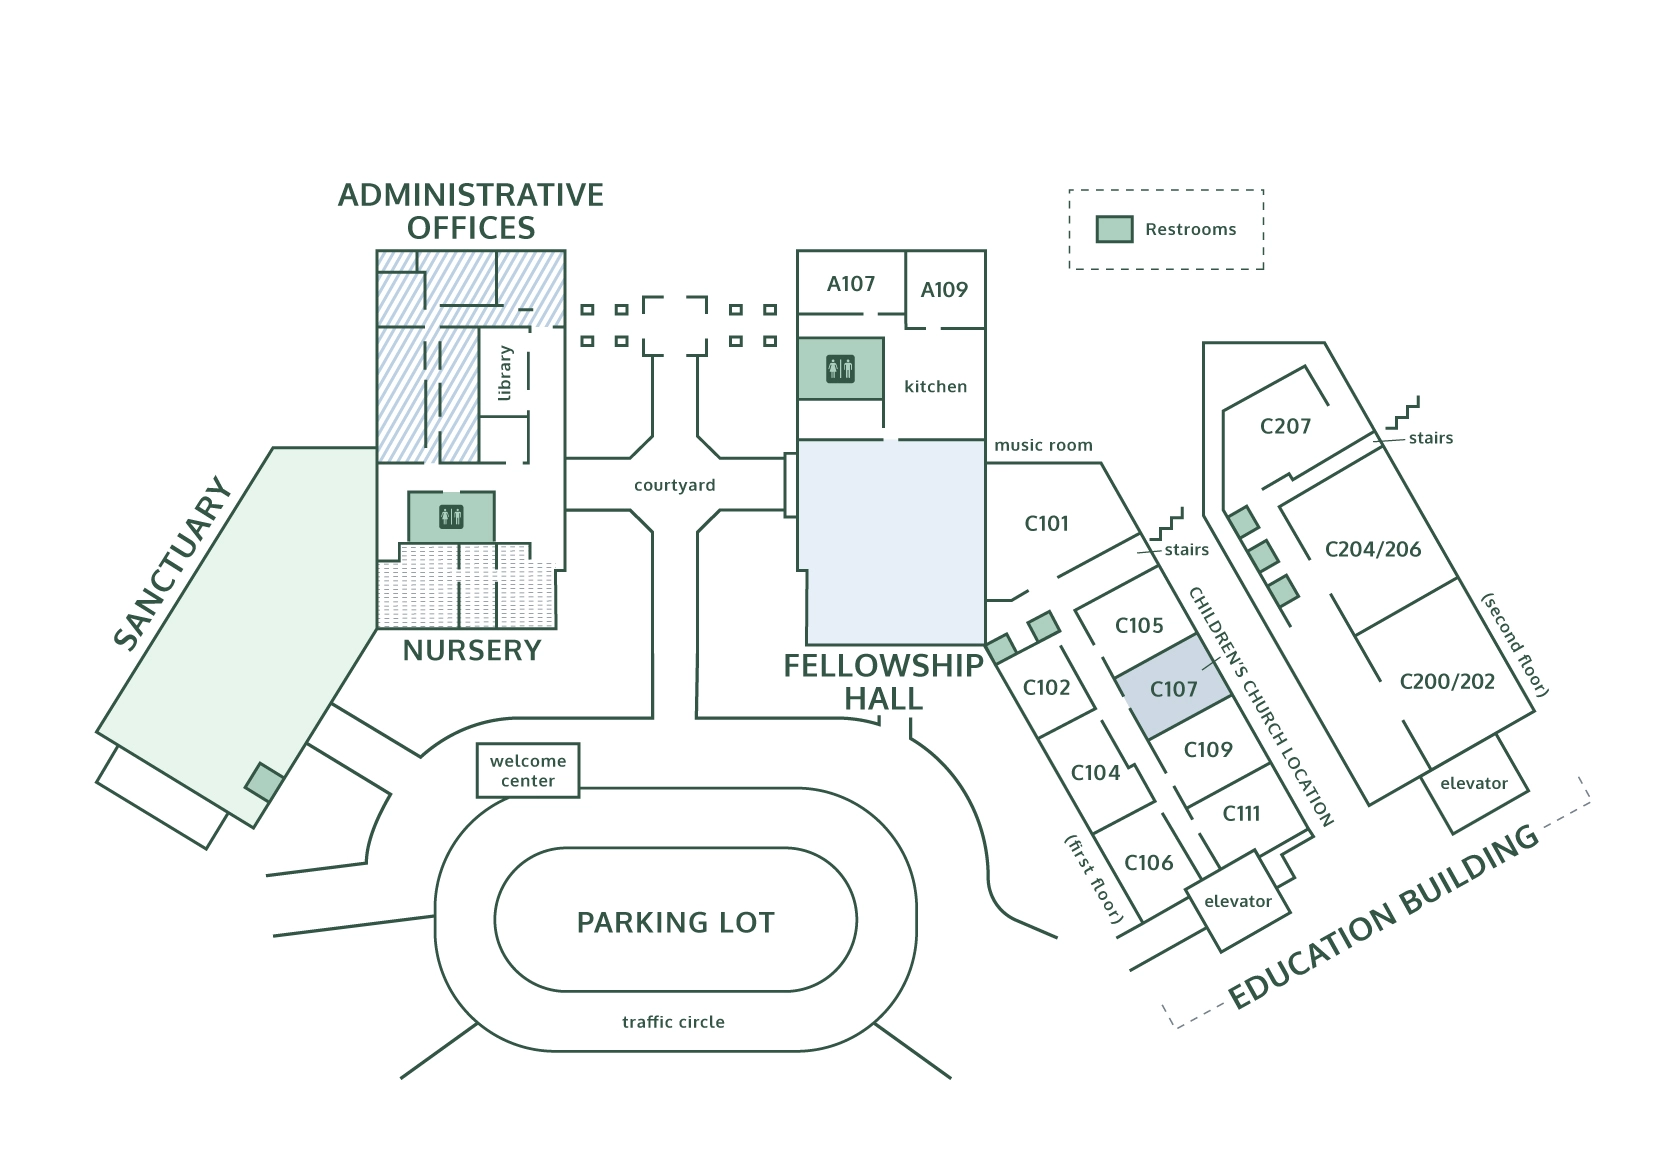 ADMINISTRATIVE
OFFICES
Restrooms
A107
A109
library
kitchen
C207
stairs
music room
SANCTUARY
courtyard
C101
stairs
C204/206
NURSERY
C105
CHILDREN'S CHURCH LOCATION
(second floor)
FELLOWSHIP
HALL
C102
C107
C200/202
welcome
center
C104
C109
elevator
C111
(first floor)
C106
elevator
EDUCATION BUILDING
PARKING LOT
traffic circle